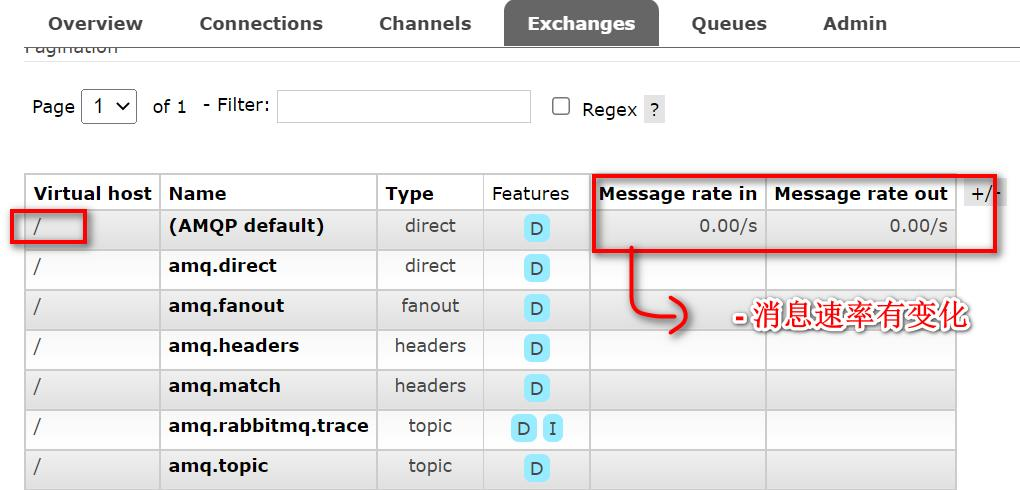 Overview Connections Channels Exchanges Queues Admin
Pagination
Page 1 of 1 - Filter: Regex ?
Virtual host Name Type Features Message rate in Message rate out +/-
/ (AMQP default) direct D 0.00/s 0.00/s
/ amq.direct direct D
/ amq.fanout fanout D
- 消息速率有变化
/ amq.headers headers D
/ amq.match headers D
/ amq.rabbitmq.trace topic D I
/ amq.topic topic D